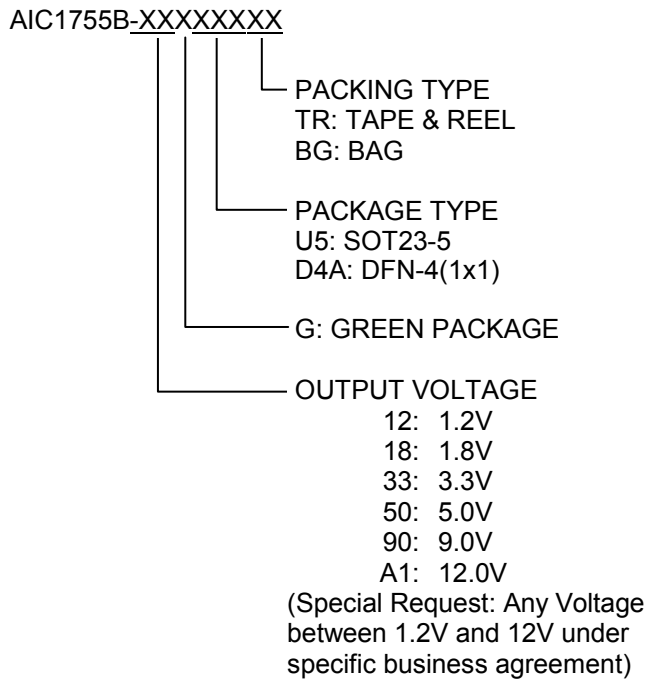 AIC1755B-XXXXXXXX
PACKING TYPE
TR: TAPE & REEL
BG: BAG
PACKAGE TYPE
U5: SOT23-5
D4A: DFN-4(1x1)
G: GREEN PACKAGE
OUTPUT VOLTAGE
12: 1.2V
18: 1.8V
33: 3.3V
50: 5.0V
90: 9.0V
A1: 12.0V
(Special Request: Any Voltage
between 1.2V and 12V under
specific business agreement)